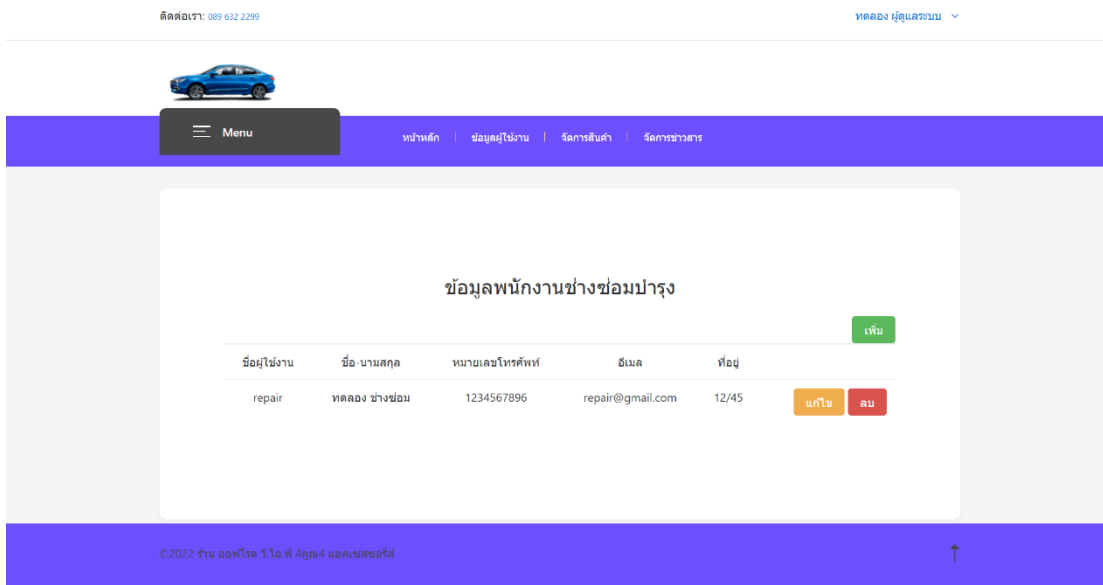 ติดต่อเรา: 089 632 2299
ทดลอง ผู้ดูแลระบบ
Menu
หน้าหลัก
ข้อมูลผู้ใช้งาน
จัดการสินค้า
จัดการข่าวสาร
ข้อมูลพนักงานช่างซ่อมบำรุง
เพิ่ม
ชื่อผู้ใช้งาน ชื่อ-นามสกุล หมายเลขโทรศัพท์ อีเมล ที่อยู่
repair ทดลอง ช่างซ่อม 1234567896 repair@gmail.com 12/45 แก้ไข ลบ
©2022 ร้าน ออฟโรด วี.ไอ.พี 4คูณ4 แอคเซสซอรีส์